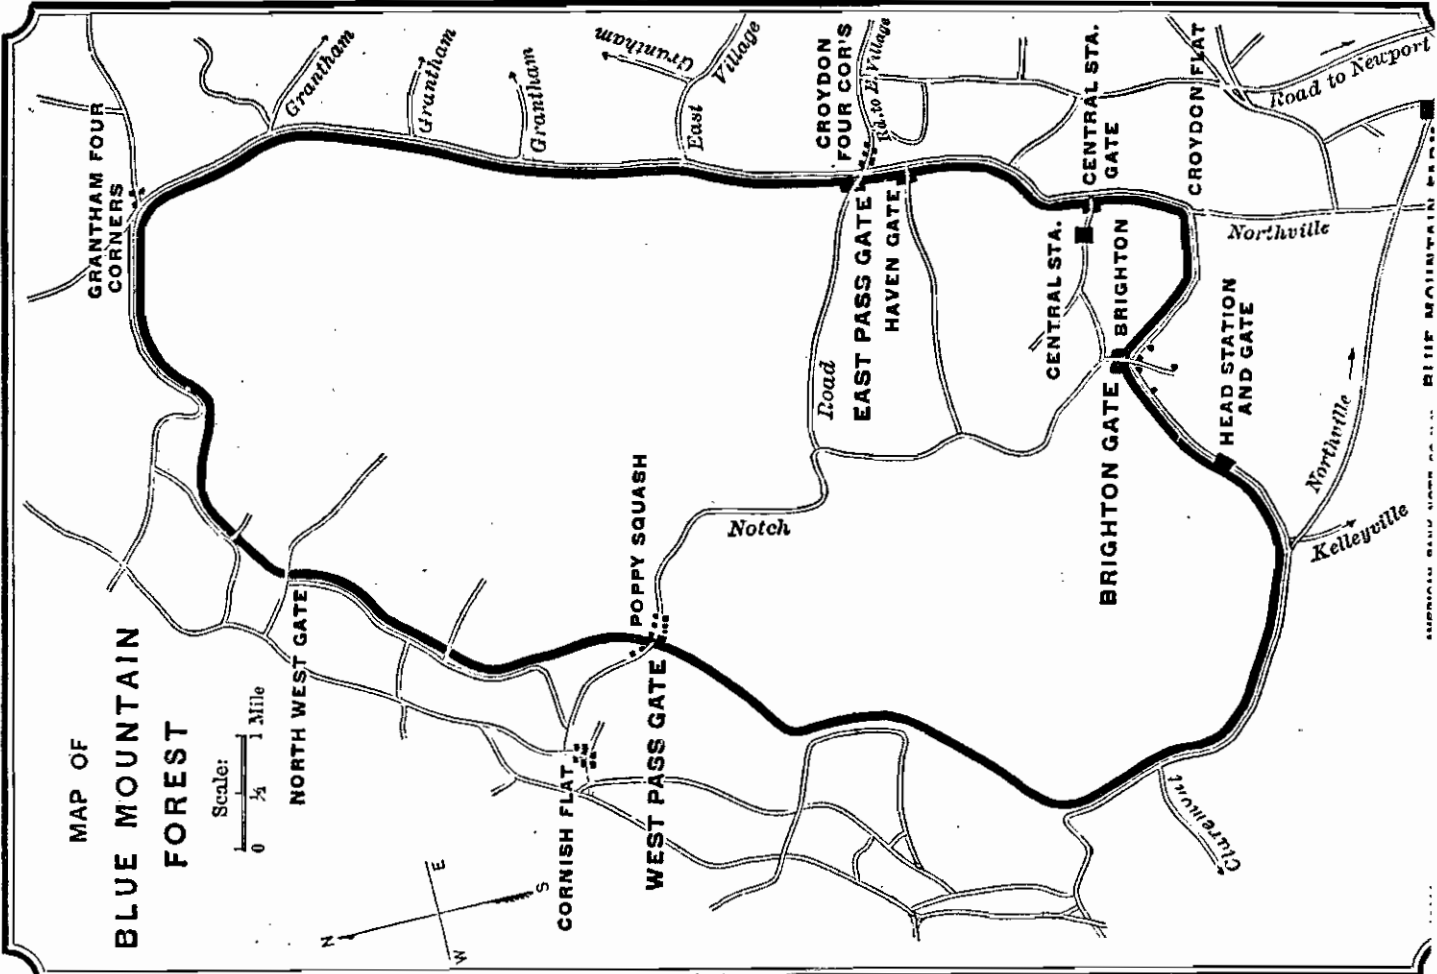 MAP OF
BLUE MOUNTAIN
FOREST
Scale:
0 ½ 1 Mile
N
S
E
W
GRANTHAM FOUR
CORNERS
Grantham
Grantham
Grantham
Gruntham
East Village
CROYDON
FOUR COR'S
Rd. to E. Village
CENTRAL STA.
GATE
CROYDON FLAT
Road to Newport
EAST PASS GATE
HAVEN GATE
CENTRAL STA.
BRIGHTON
Northville
HEAD STATION
AND GATE
BRIGHTON GATE
Road
Notch
POPPY SQUASH
Northville
Kelleyville
NORTH WEST GATE
WEST PASS GATE
CORNISH FLAT
Claremont
BLUE MOUNTAIN